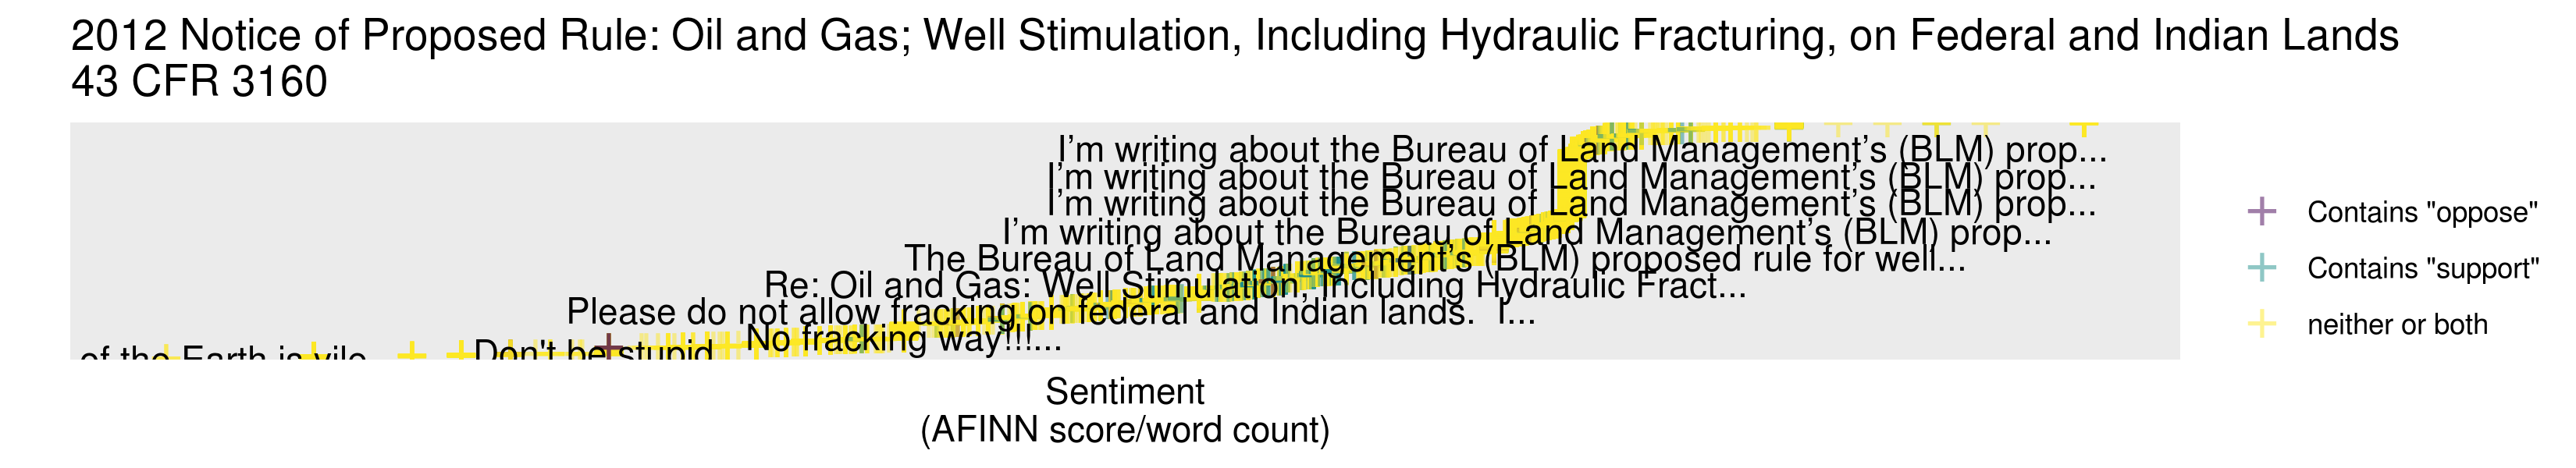 2012 Notice of Proposed Rule: Oil and Gas; Well Stimulation, Including Hydraulic Fracturing, on Federal and Indian Lands
43 CFR 3160
I’m writing about the Bureau of Land Management’s (BLM) prop...
I’m writing about the Bureau of Land Management’s (BLM) prop...
I’m writing about the Bureau of Land Management’s (BLM) prop...
I’m writing about the Bureau of Land Management’s (BLM) prop...
The Bureau of Land Management’s (BLM) proposed rule for well...
Re: Oil and Gas: Well Stimulation, Including Hydraulic Fract...
Please do not allow fracking on federal and Indian lands.  I...
No fracking way!!!...
of the Earth is vile
Don't be stupid
Contains "oppose"
Contains "support"
neither or both
Sentiment
(AFINN score/word count)